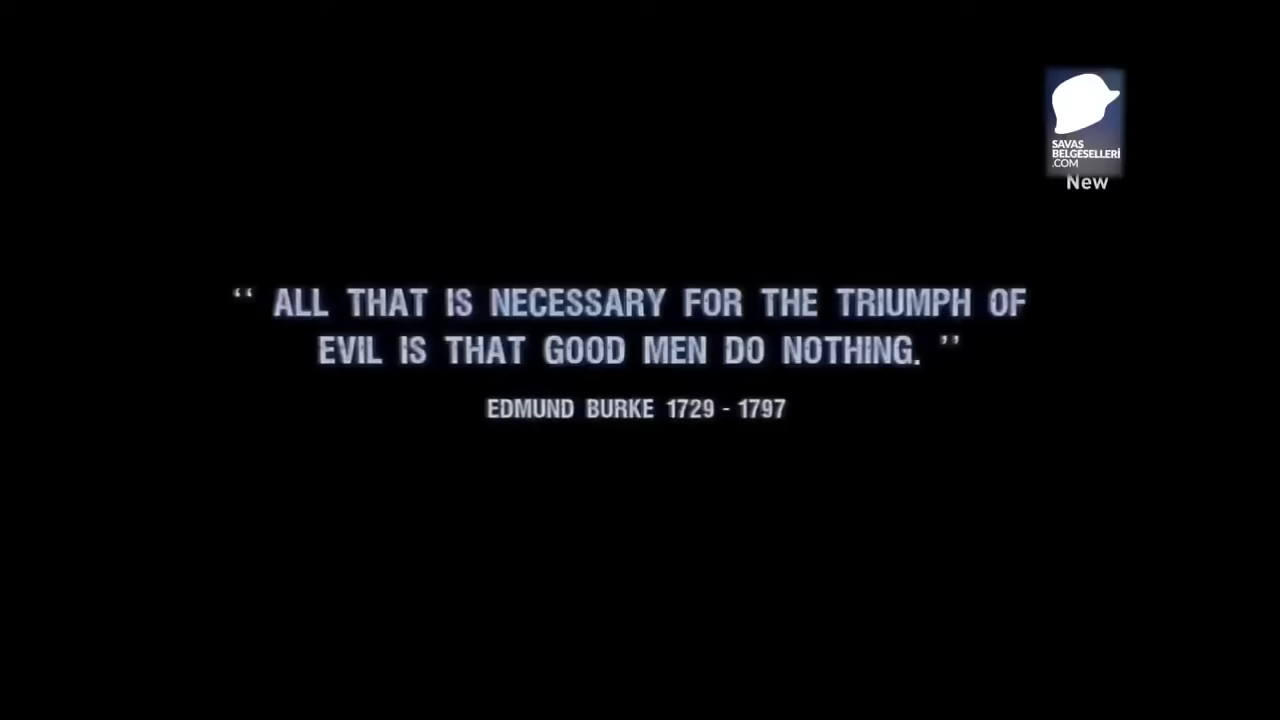 SAVAS
BELGESELLERİ
.COM
New
“ ALL THAT IS NECESSARY FOR THE TRIUMPH OF
EVIL IS THAT GOOD MEN DO NOTHING. ”
EDMUND BURKE 1729 - 1797